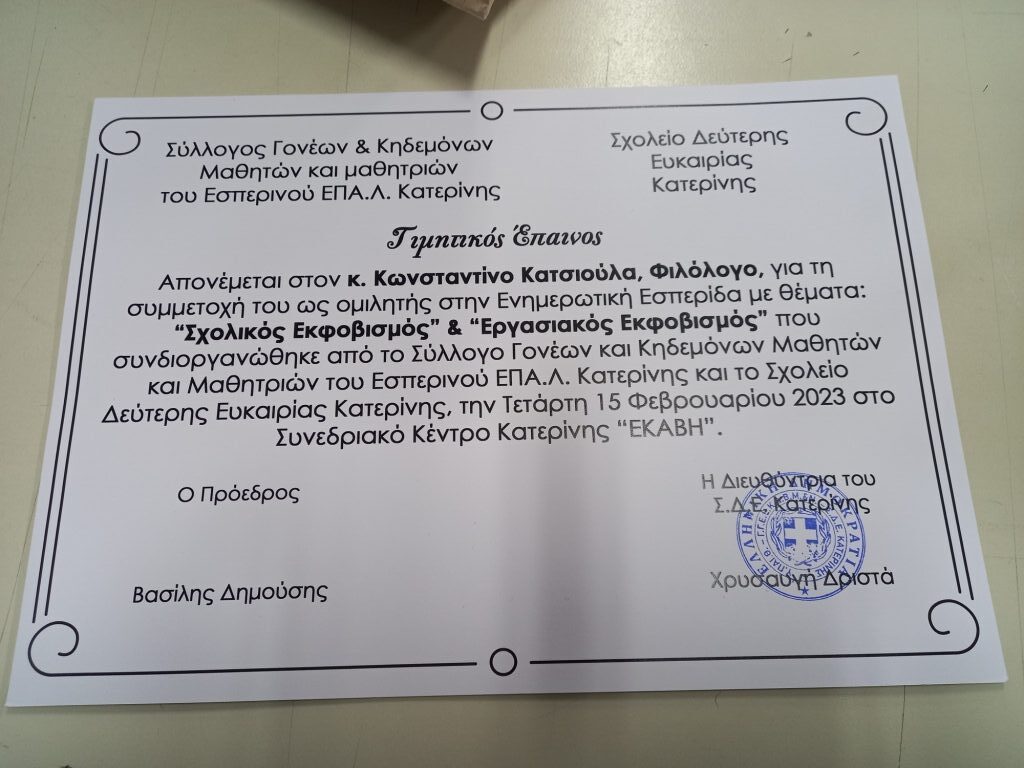 Σύλλογος Γονέων & Κηδεμόνων
Μαθητών και μαθητριών
του Εσπερινού ΕΠΑ.Λ. Κατερίνης
Σχολείο Δεύτερης
Ευκαιρίας
Κατερίνης
Τιμητικός Έπαινος
Απονέμεται στον κ. Κωνσταντίνο Κατσιούλα, Φιλόλογο, για τη
συμμετοχή του ως ομιλητής στην Ενημερωτική Εσπερίδα με θέματα:
“Σχολικός Εκφοβισμός” & “Εργασιακός Εκφοβισμός” που
συνδιοργανώθηκε από το Σύλλογο Γονέων και Κηδεμόνων Μαθητών
και Μαθητριών του Εσπερινού ΕΠΑ.Λ. Κατερίνης και το Σχολείο
Δεύτερης Ευκαιρίας Κατερίνης, την Τετάρτη 15 Φεβρουαρίου 2023 στο
Συνεδριακό Κέντρο Κατερίνης “ΕΚΑΒΗ”.
Ο Πρόεδρος
Βασίλης Δημούσης
Η Διευθύντρια του
Σ.Δ.Ε. Κατερίνης
Χρυσαυγή Δριστά
ΕΛΛΗΝΙΚΗ ΔΗΜΟΚΡΑΤΙΑ
Σ.Δ.Ε. ΚΑΤΕΡΙΝΗΣ